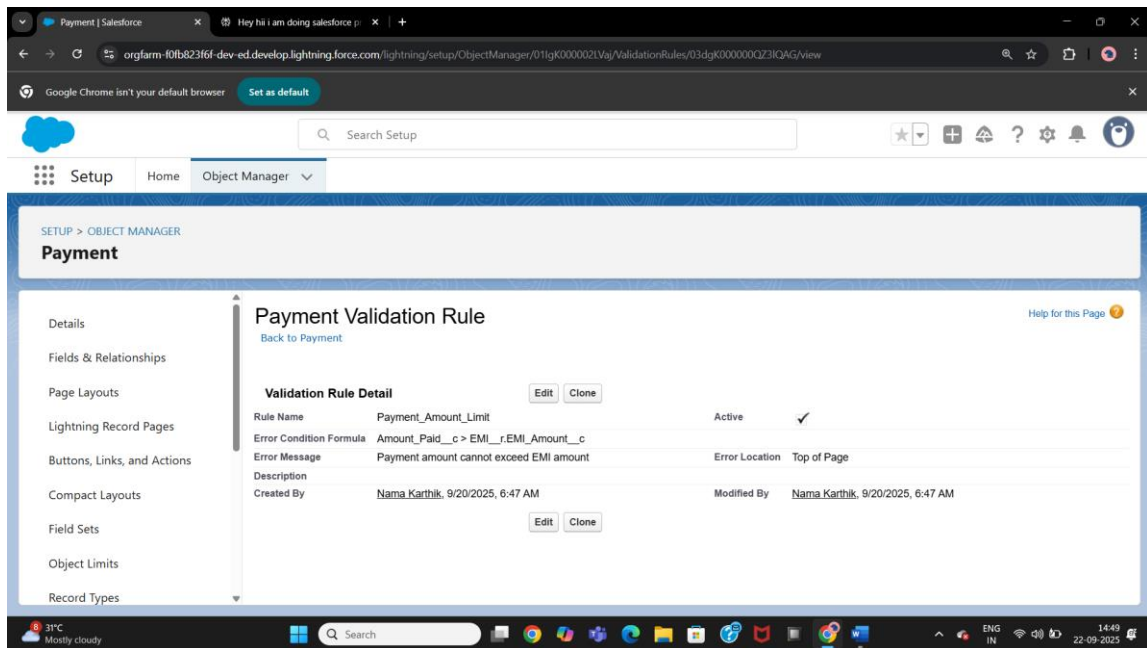 Payment | Salesforce
Hey hii i am doing salesforce p
orgfarm-f0fb823f6f-dev-ed.develop.lightning.force.com/lightning/setup/ObjectManager/01IgK000002LVaj/ValidationRules/03dgK000000QZ3lQAG/view
Google Chrome isn't your default browser Set as default
Search Setup
Setup Home Object Manager
SETUP > OBJECT MANAGER
Payment
Details
Fields & Relationships
Page Layouts
Lightning Record Pages
Buttons, Links, and Actions
Compact Layouts
Field Sets
Object Limits
Record Types
Payment Validation Rule
Help for this Page
Back to Payment
Validation Rule Detail Edit Clone
Rule Name Payment_Amount_Limit Active
Error Condition Formula Amount_Paid__c > EMI__r.EMI_Amount__c
Error Message Payment amount cannot exceed EMI amount Error Location Top of Page
Description
Created By Nama Karthik, 9/20/2025, 6:47 AM Modified By Nama Karthik, 9/20/2025, 6:47 AM
Edit Clone
8 31°C
Mostly cloudy
Search
ENG
IN
14:49
22-09-2025